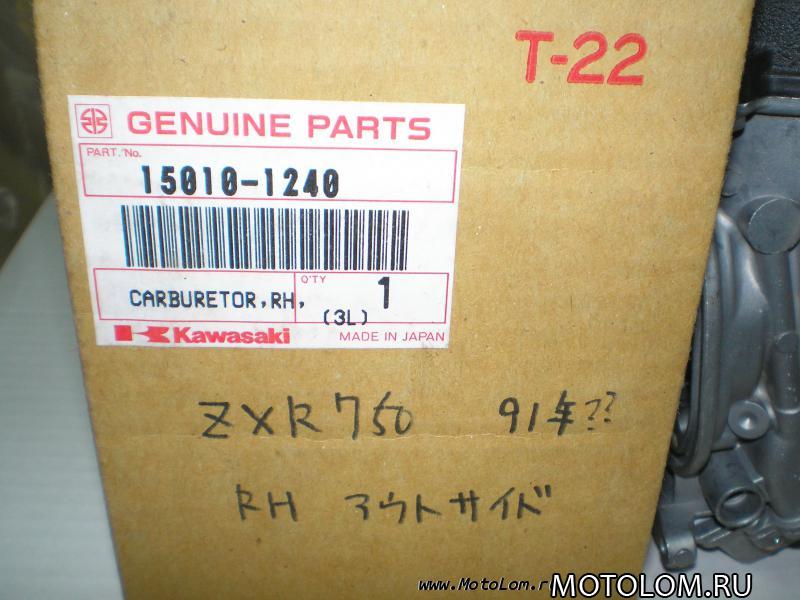 T-22
GENUINE PARTS
PART. No.
15010-1240
CARBURETOR,RH,
Q'TY
1
(3L)
Kawasaki
MADE IN JAPAN
ZXR750 91年??
RH アウトサイド
www.MotoLom.r
MOTOLOM.RU